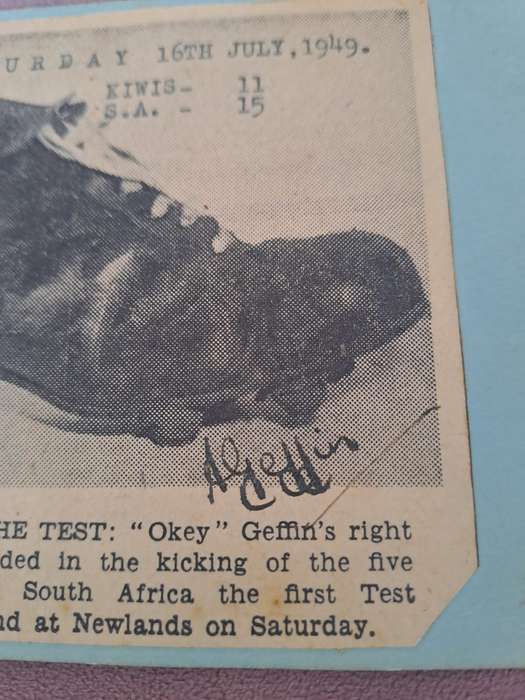 URDAY 16TH JULY, 1949.
KIWIS- 11
S.A. - 15
A Geffin
HE TEST: "Okey" Geffin's right
ded in the kicking of the five
South Africa the first Test
nd at Newlands on Saturday.